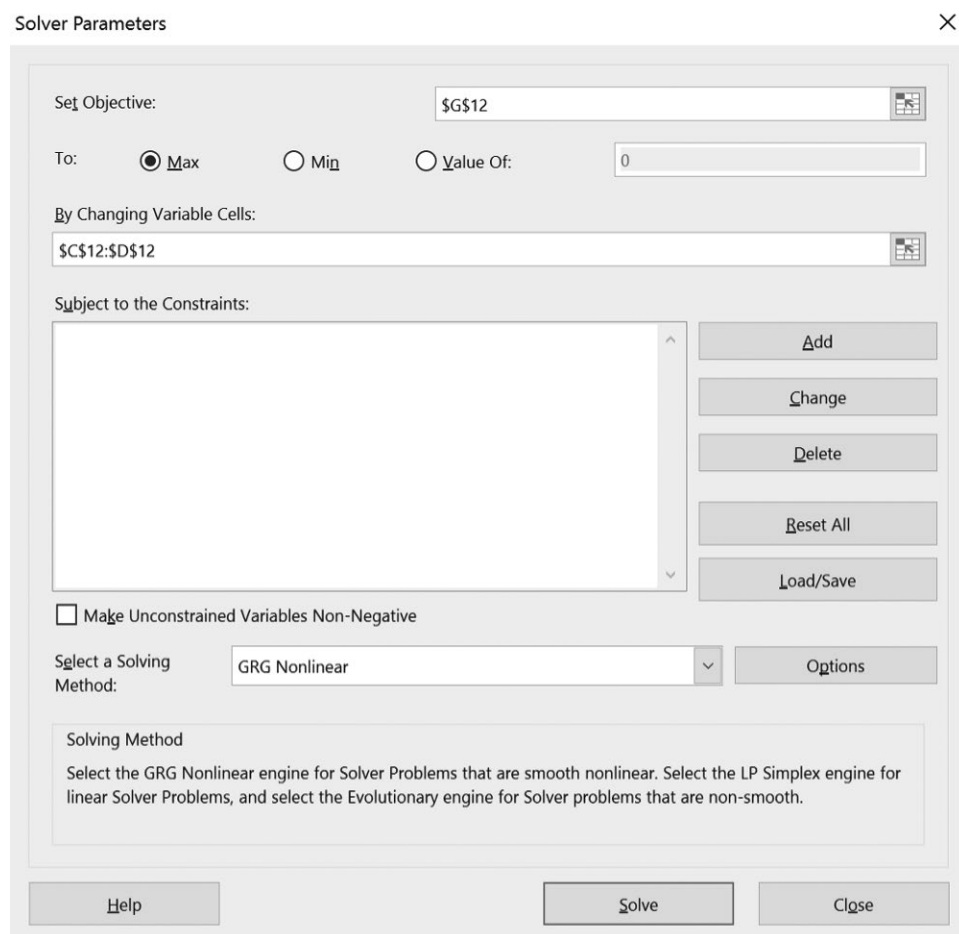 Solver Parameters
Set Objective:
$G$12
To:
Max
Min
Value Of:
0
By Changing Variable Cells:
$C$12:$D$12
Subject to the Constraints:
Add
Change
Delete
Reset All
Load/Save
Make Unconstrained Variables Non-Negative
Select a Solving
Method:
GRG Nonlinear
Options
Solving Method
Select the GRG Nonlinear engine for Solver Problems that are smooth nonlinear. Select the LP Simplex engine for
linear Solver Problems, and select the Evolutionary engine for Solver problems that are non-smooth.
Help
Solve
Close